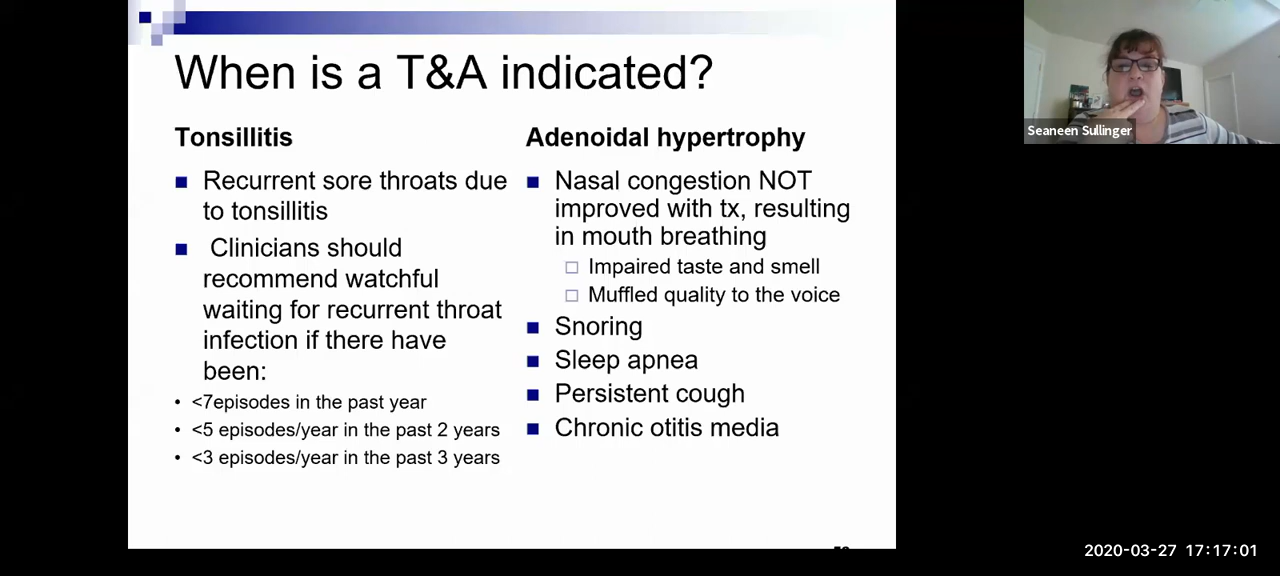 When is a T&A indicated?
Tonsillitis
Recurrent sore throats due
to tonsillitis
Clinicians should
recommend watchful
waiting for recurrent throat
infection if there have
been:
<7episodes in the past year
<5 episodes/year in the past 2 years
<3 episodes/year in the past 3 years
Adenoidal hypertrophy
Nasal congestion NOT
improved with tx, resulting
in mouth breathing
Impaired taste and smell
Muffled quality to the voice
Snoring
Sleep apnea
Persistent cough
Chronic otitis media
Seaneen Sullinger
2020-03-27 17:17:01